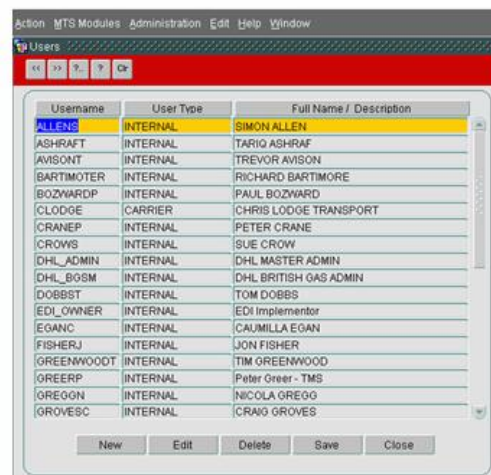 Action MTS Modules Administration Edit Help Window
Users
<< >> ?.. ? Clr
Username User Type Full Name / Description
ALLENS INTERNAL SIMON ALLEN
ASHRAFT INTERNAL TARIQ ASHRAF
AVISONT INTERNAL TREVOR AVISON
BARTIMOTER INTERNAL RICHARD BARTIMORE
BOZWARDP INTERNAL PAUL BOZWARD
CLODGE CARRIER CHRIS LODGE TRANSPORT
CRANEP INTERNAL PETER CRANE
CROWS INTERNAL SUE CROW
DHL_ADMIN INTERNAL DHL MASTER ADMIN
DHL_BGSM INTERNAL DHL BRITISH GAS ADMIN
DOBBST INTERNAL TOM DOBBS
EDI_OWNER INTERNAL EDI Implementor
EGANC INTERNAL CAUMILLA EGAN
FISHERJ INTERNAL JON FISHER
GREENWOODT INTERNAL TIM GREENWOOD
GREERP INTERNAL Peter Greer - TMS
GREGGN INTERNAL NICOLA GREGG
GROVESC INTERNAL CRAIG GROVES
New Edit Delete Save Close